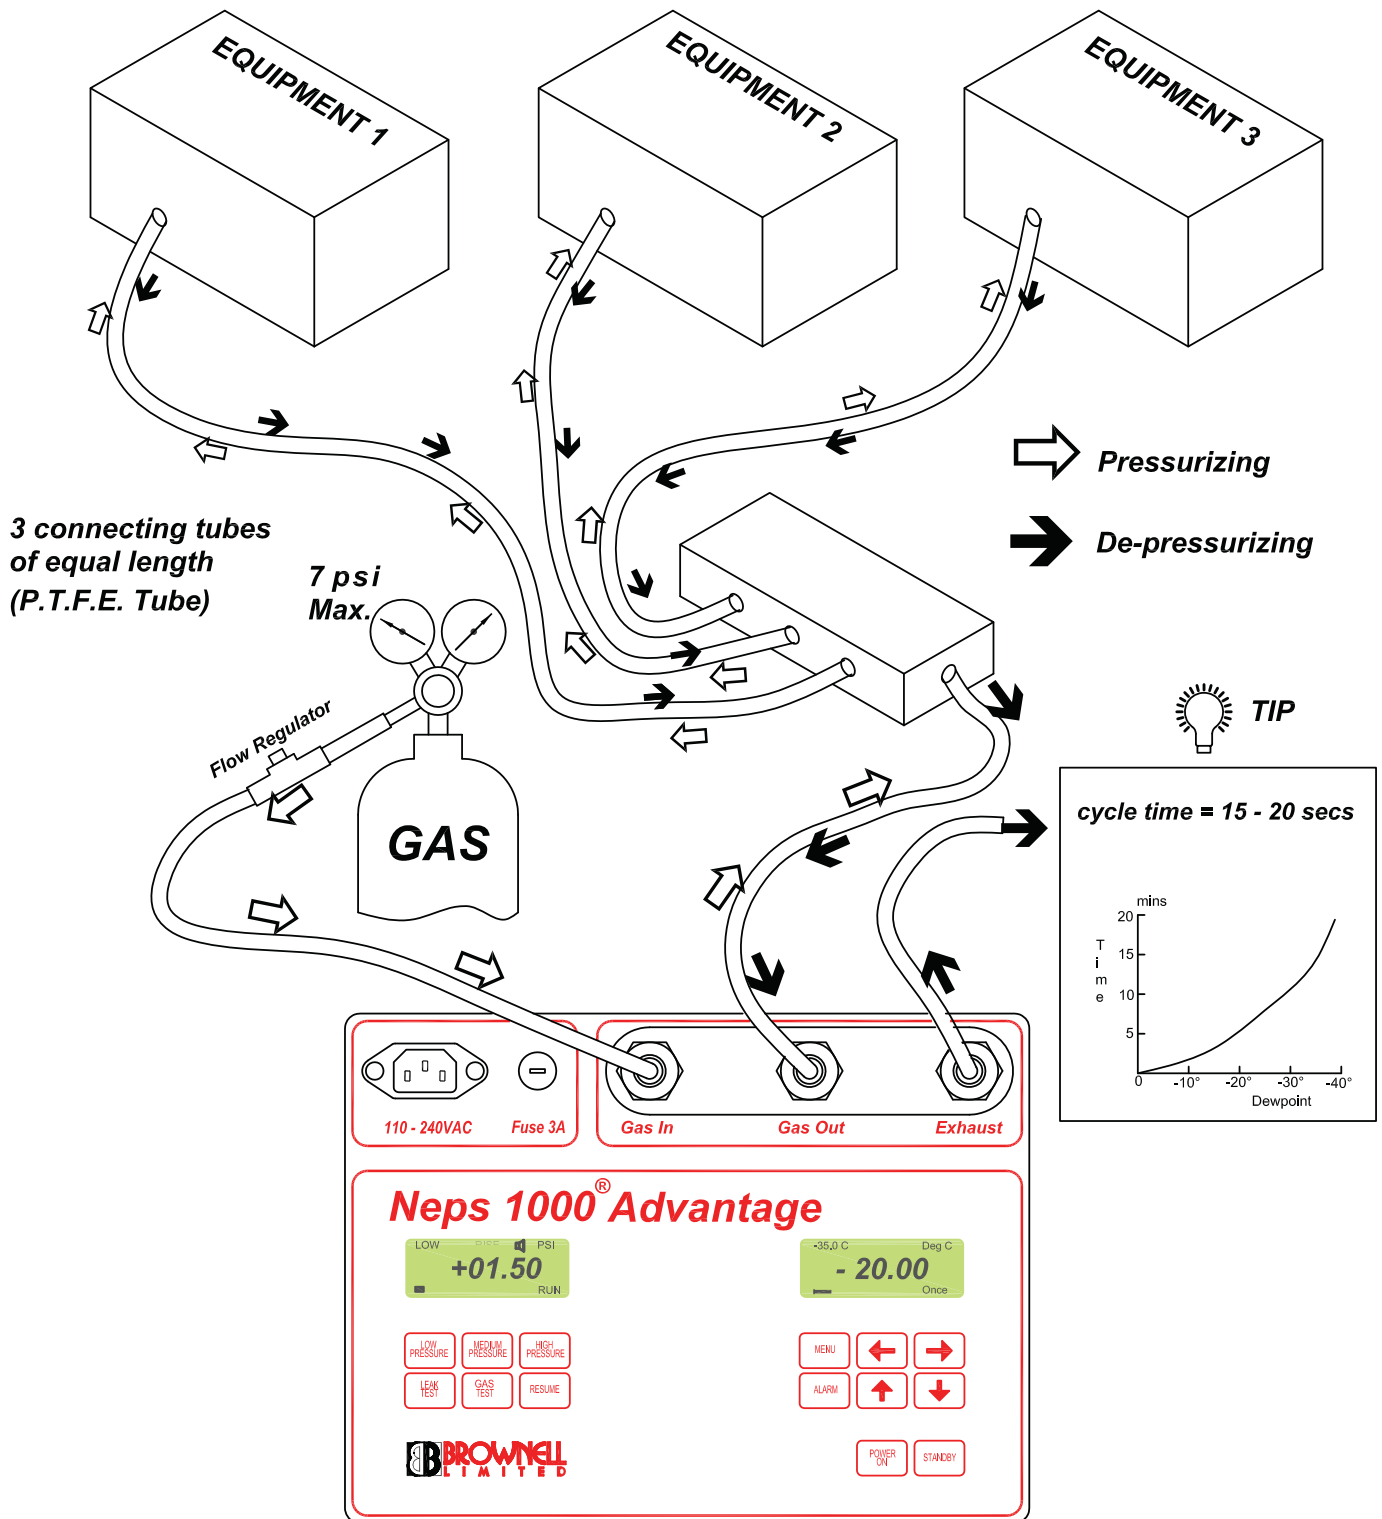 EQUIPMENT 1
EQUIPMENT 2
EQUIPMENT 3
Pressurizing
De-pressurizing
3 connecting tubes
of equal length
(P.T.F.E. Tube)
7 psi
Max.
Flow Regulator
GAS
TIP
cycle time = 15 - 20 secs
mins
20
15
10
5
Time
0 -10° -20° -30° -40°
Dewpoint
110 - 240VAC
Fuse 3A
Gas In
Gas Out
Exhaust
Neps 1000® Advantage
LOW RISE PSI
+01.50
RUN
-35.0 C Deg C
- 20.00
Once
LOW
PRESSURE
MEDIUM
PRESSURE
HIGH
PRESSURE
LEAK
TEST
GAS
TEST
RESUME
MENU
ALARM
POWER
ON
STANDBY
BB BROWNELL
LIMITED